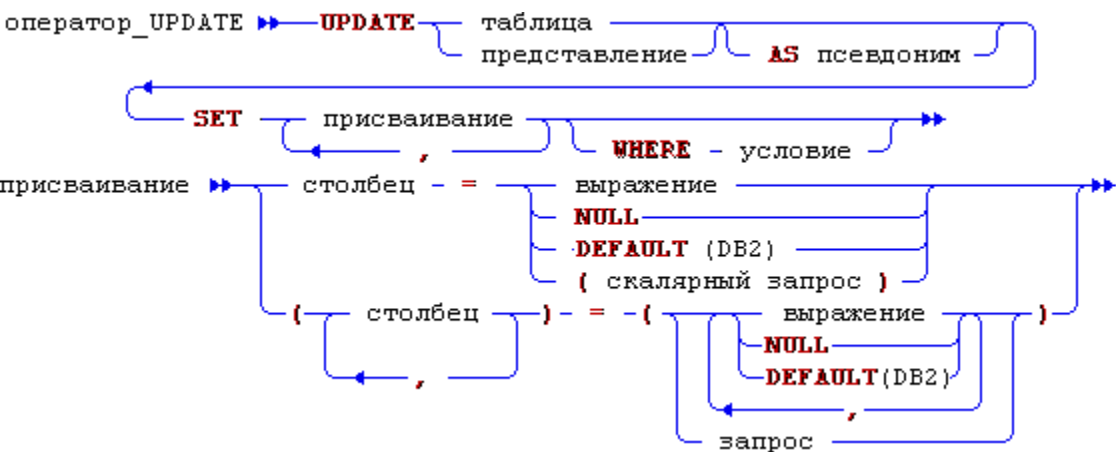 оператор_UPDATE UPDATE таблица
представление AS псевдоним
SET присваивание
, WHERE - условие
присваивание столбец - = выражение
NULL
DEFAULT (DB2)
( скалярный запрос )
( столбец ) - = - ( выражение )
NULL
, DEFAULT(DB2)
,
запрос